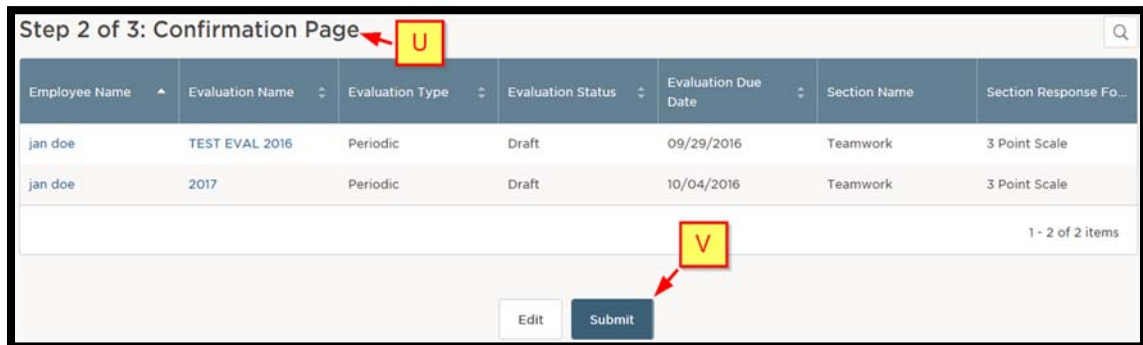 Step 2 of 3: Confirmation Page
U
Employee Name Evaluation Name Evaluation Type Evaluation Status Evaluation Due Date Section Name Section Response Fo...
jan doe TEST EVAL 2016 Periodic Draft 09/29/2016 Teamwork 3 Point Scale
jan doe 2017 Periodic Draft 10/04/2016 Teamwork 3 Point Scale
1 - 2 of 2 items
V
Edit Submit